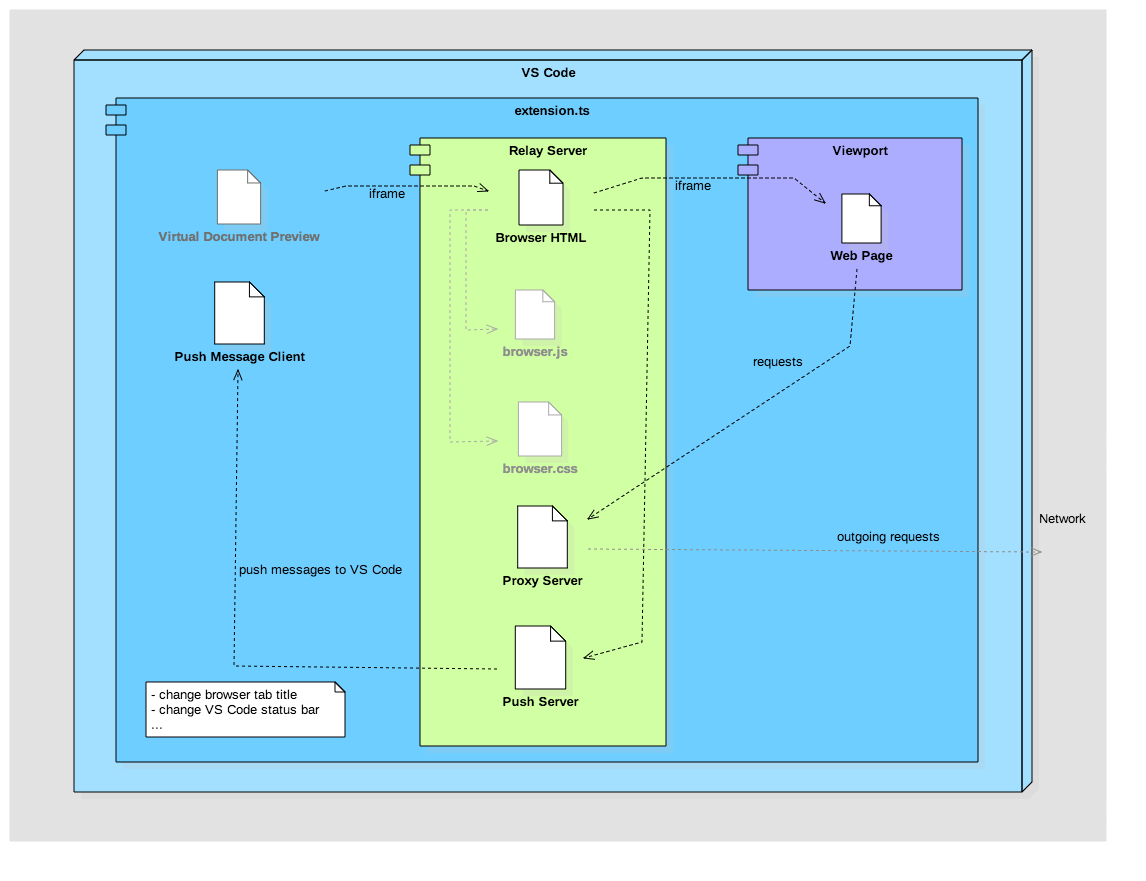 VS Code
extension.ts
Relay Server
Viewport
iframe
iframe
Virtual Document Preview
Browser HTML
Web Page
Push Message Client
browser.js
requests
browser.css
Network
outgoing requests
push messages to VS Code
Proxy Server
- change browser tab title
- change VS Code status bar
...
Push Server